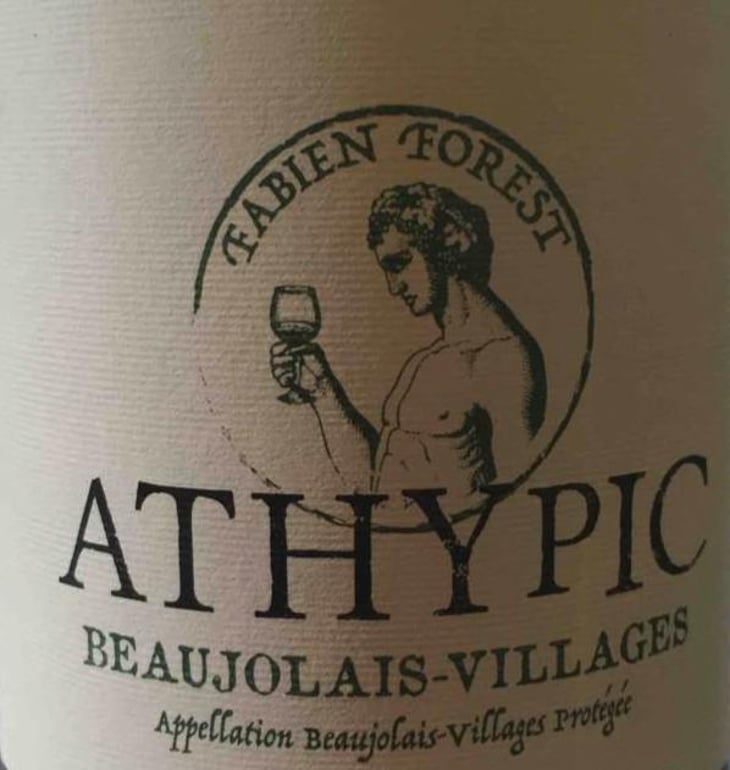 FABIEN FOREST
ATHYPIC
BEAUJOLAIS-VILLAGES
Appellation Beaujolais-Villages Protégée